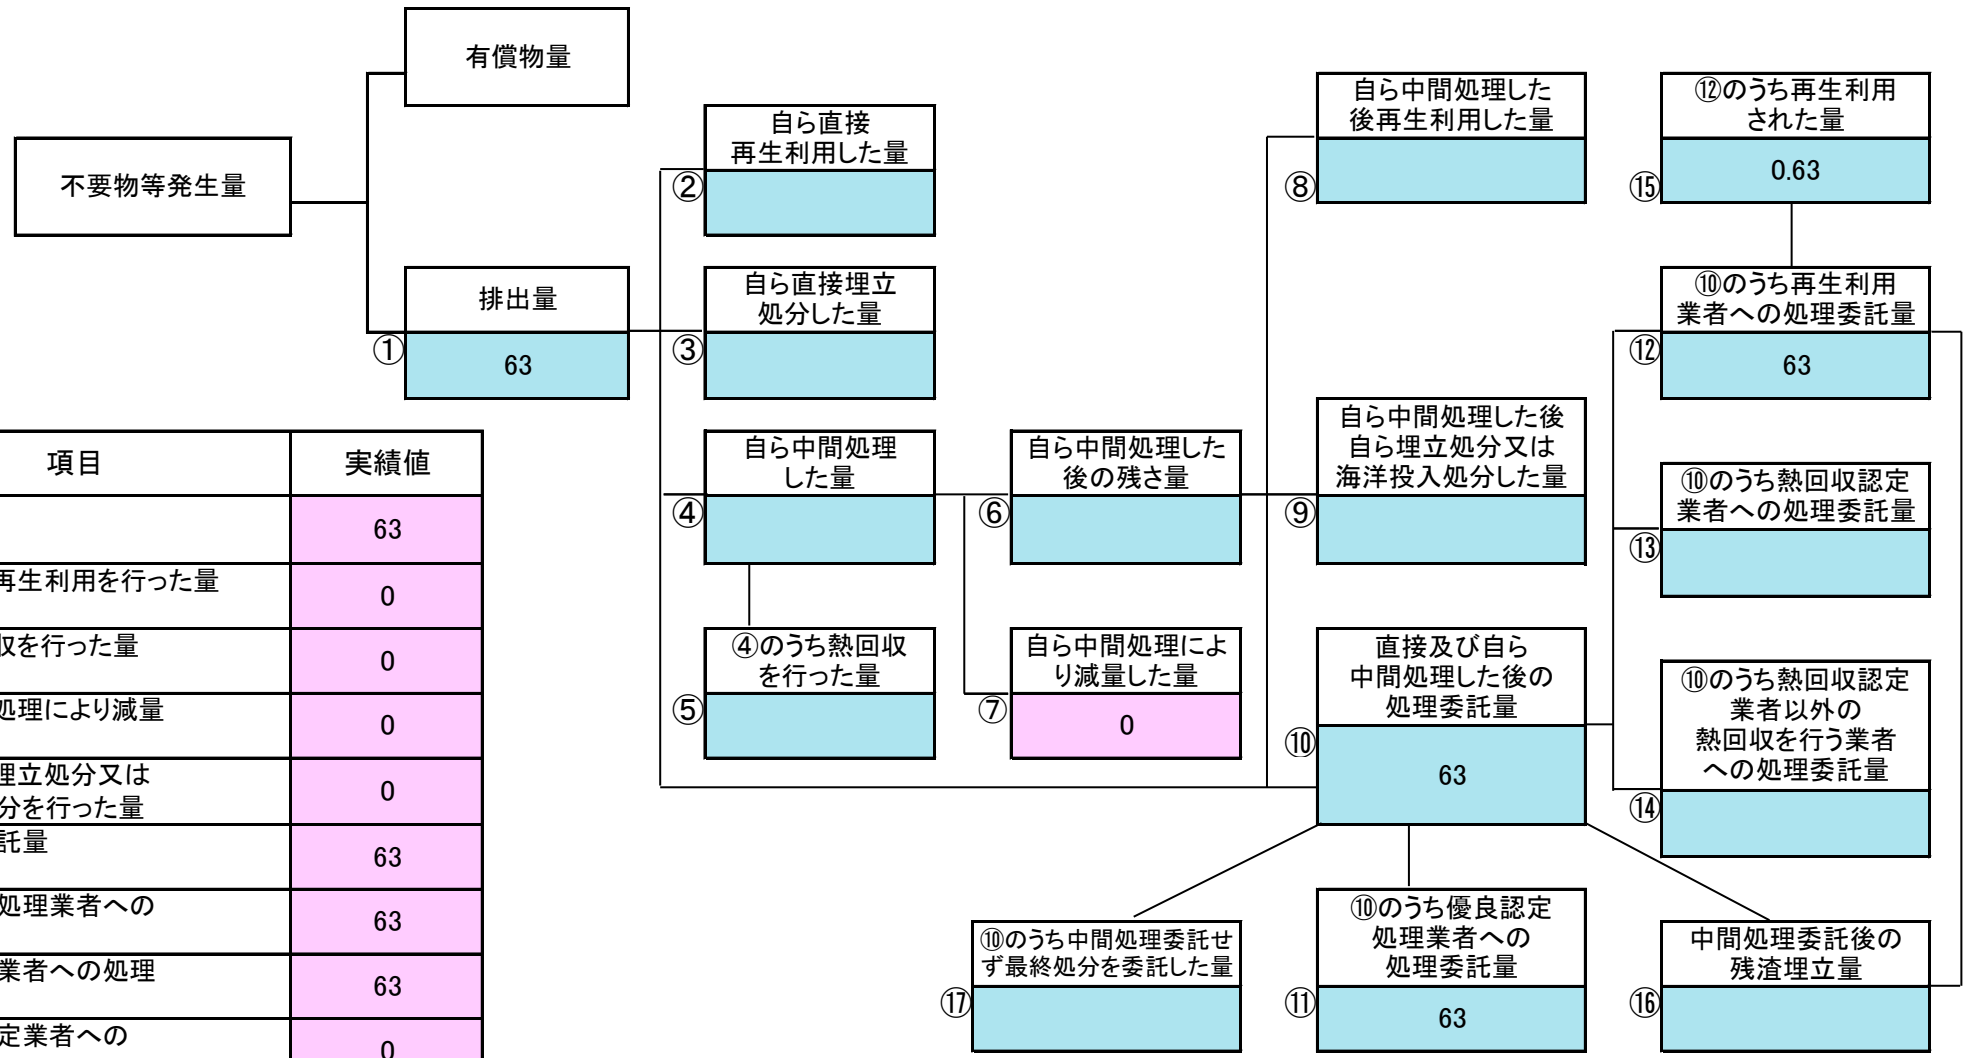 有償物量
不要物等発生量
排出量
①
63
自ら直接
再生利用した量
②
自ら直接埋立
処分した量
③
自ら中間処理
した量
④
④のうち熱回収
を行った量
⑤
自ら中間処理した
後の残さ量
⑥
自ら中間処理によ
り減量した量
⑦
0
自ら中間処理した
後再生利用した量
⑧
自ら中間処理した後
自ら埋立処分又は
海洋投入処分した量
⑨
直接及び自ら
中間処理した後の
処理委託量
⑩
63
⑫のうち再生利用
された量
⑮
0.63
⑩のうち再生利用
業者への処理委託量
⑫
63
⑩のうち熱回収認定
業者への処理委託量
⑬
⑩のうち熱回収認定
業者以外の
熱回収を行う業者
への処理委託量
⑭
⑩のうち中間処理委託せ
ず最終処分を委託した量
⑰
⑩のうち優良認定
処理業者への
処理委託量
⑪
63
中間処理委託後の
残渣埋立量
⑯
項目 実績値
63
再生利用を行った量
0
収を行った量
0
処理により減量
0
埋立処分又は
分を行った量
0
託量
63
処理業者への
63
業者への処理
63
定業者への
0